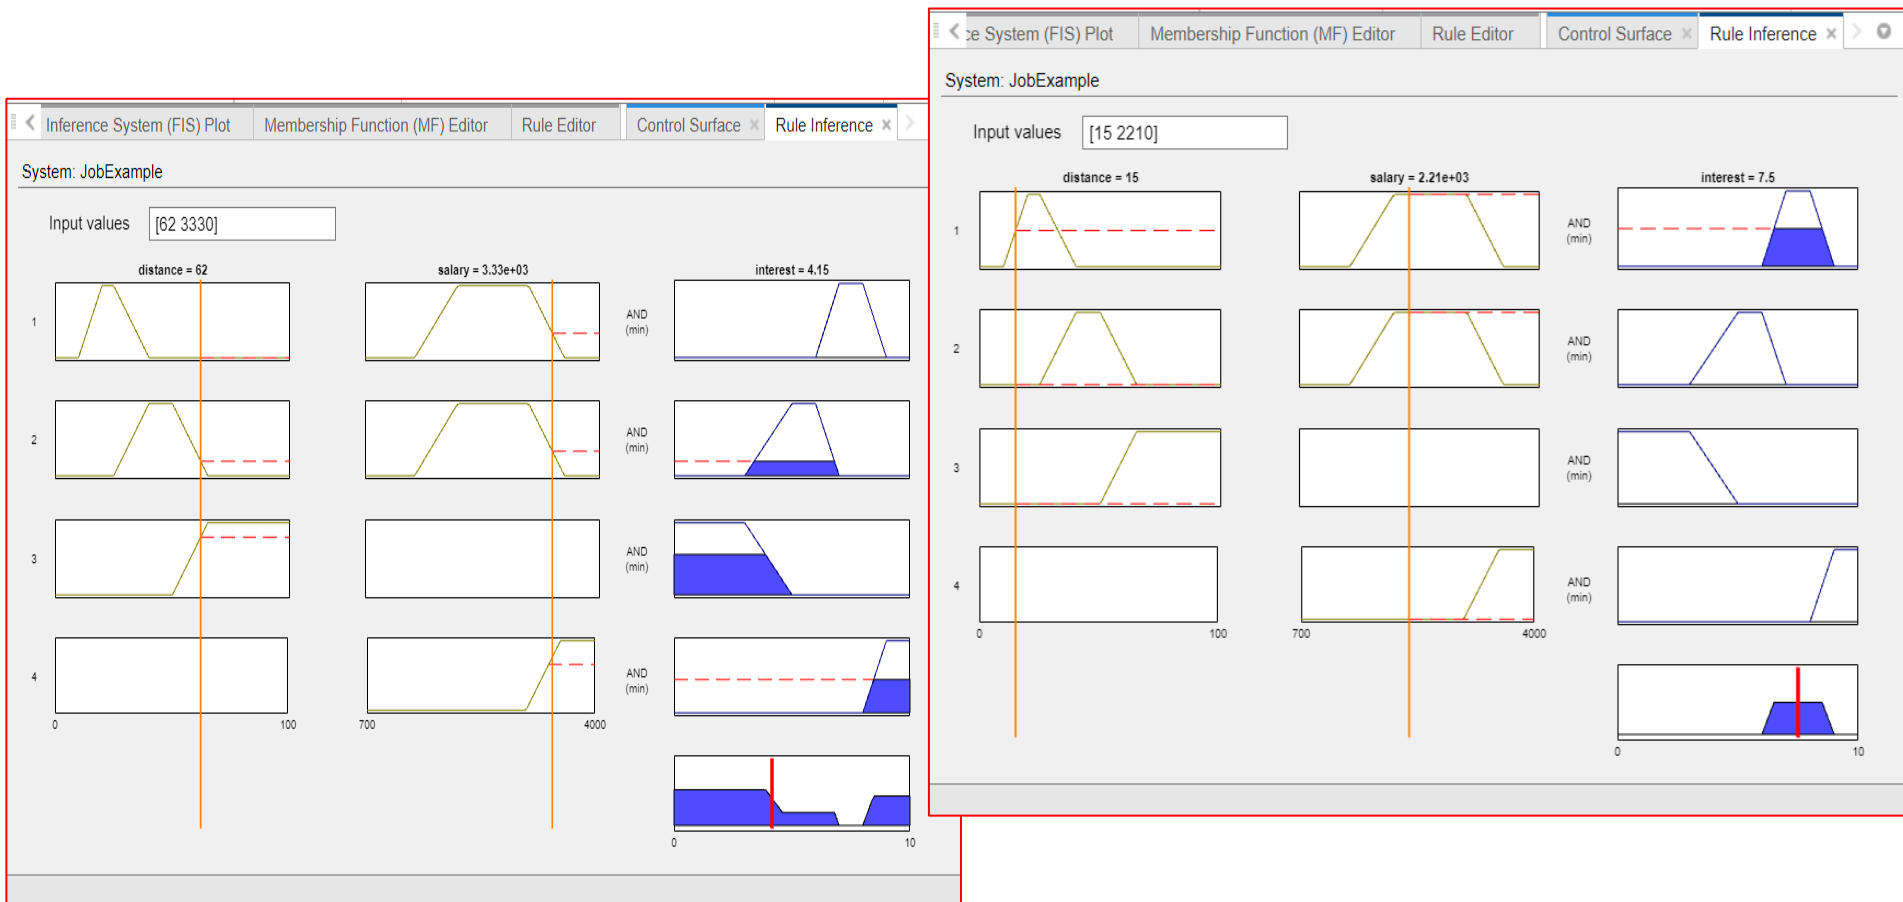 Inference System (FIS) Plot Membership Function (MF) Editor Rule Editor Control Surface Rule Inference
System: JobExample
Input values [62 3330]
distance = 62 salary = 3.33e+03 interest = 4.15
1 AND
(min)
2 AND
(min)
3 AND
(min)
4 AND
(min)
0 100 700 4000
0 10
ce System (FIS) Plot Membership Function (MF) Editor Rule Editor Control Surface Rule Inference
System: JobExample
Input values [15 2210]
distance = 15 salary = 2.21e+03 interest = 7.5
1 AND
(min)
2 AND
(min)
3 AND
(min)
4 AND
(min)
0 100 700 4000
0 10